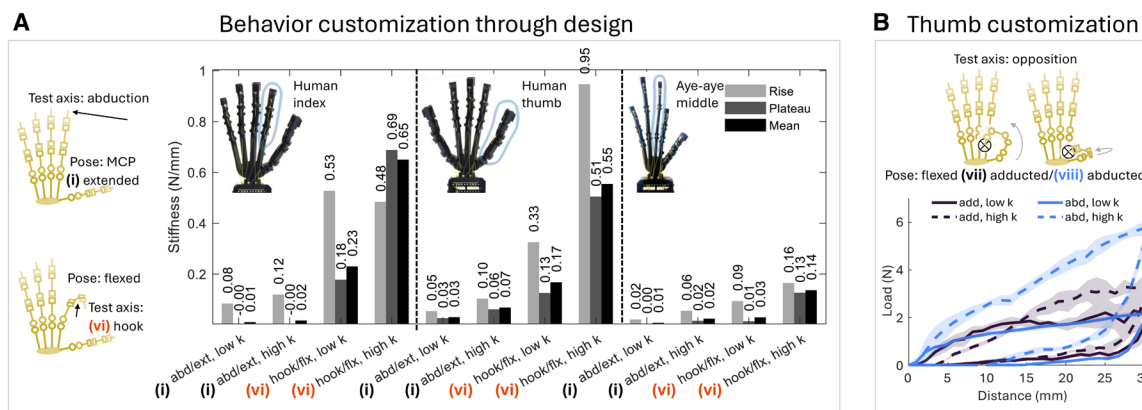 A Behavior customization through design
Test axis: abduction
Pose: MCP
(i) extended
Pose: flexed
Test axis:
(vi) hook
Stiffness (N/mm)
1
0.8
0.6
0.4
0.2
Human
index
Human
thumb
Aye-aye
middle
Rise
Plateau
Mean
0.08 -0.00 0.01
0.12 -0.00 0.02
0.53 0.18 0.23
0.48 0.69 0.65
0.05 0.03 0.03
0.10 0.06 0.07
0.33 0.13 0.17
0.95 0.51 0.55
0.02 0.00 0.01
0.06 0.02 0.02
0.09 0.01 0.03
0.16 0.13 0.14
(i) abd/ext, low k
(i) abd/ext, high k
(vi) hook/flx, low k
(vi) hook/flx, high k
(i) abd/ext, low k
(i) abd/ext, high k
(vi) hook/flx, low k
(vi) hook/flx, high k
(i) abd/ext, low k
(i) abd/ext, high k
(vi) hook/flx, low k
(vi) hook/flx, high k
B Thumb customization
Test axis: opposition
Pose: flexed (vii) adducted/(viii) abducted
add, low k
add, high k
abd, low k
abd, high k
Load (N)
6
4
2
0
0 5 10 15 20 25 3
Distance (mm)